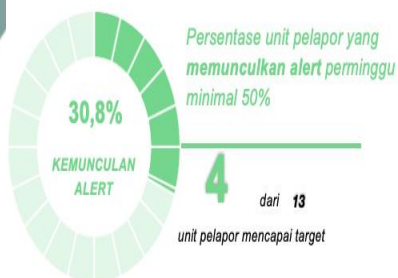 30,8%
KEMUNCULAN
ALERT
Persentase unit pelapor yang
memunculkan alert perminggu
minimal 50%
4 dari 13
unit pelapor mencapai target